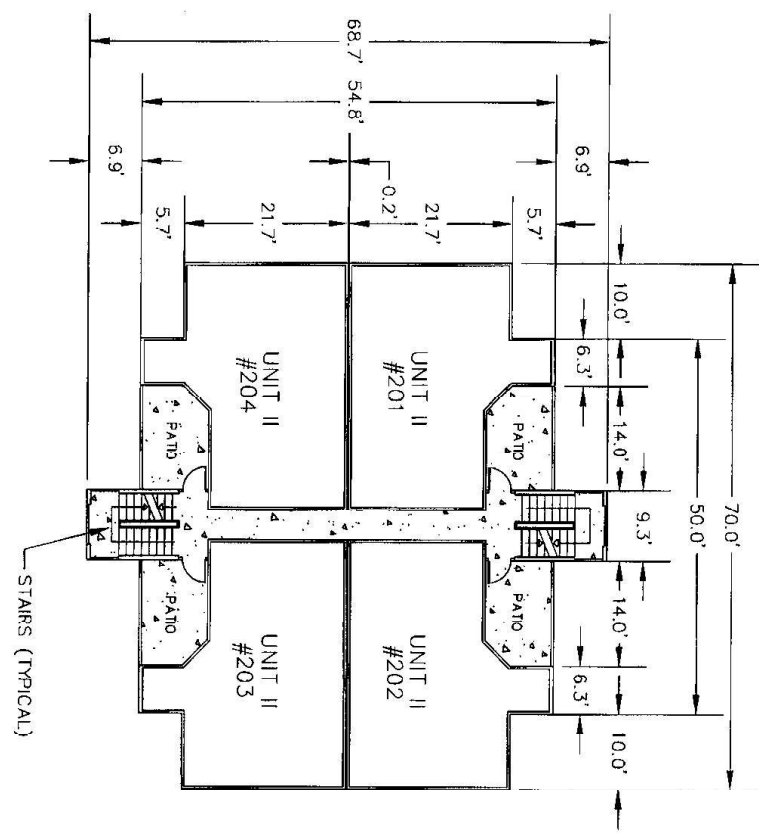 68.7'
54.8'
6.9'
6.9'
5.7'
21.7'
0.2'
21.7'
5.7'
10.0'
6.3'
14.0'
9.3'
14.0'
6.3'
10.0'
50.0'
70.0'
UNIT II
#204
UNIT II
#201
PATIO
PATIO
PATIO
PATIO
UNIT II
#203
UNIT II
#202
STAIRS (TYPICAL)